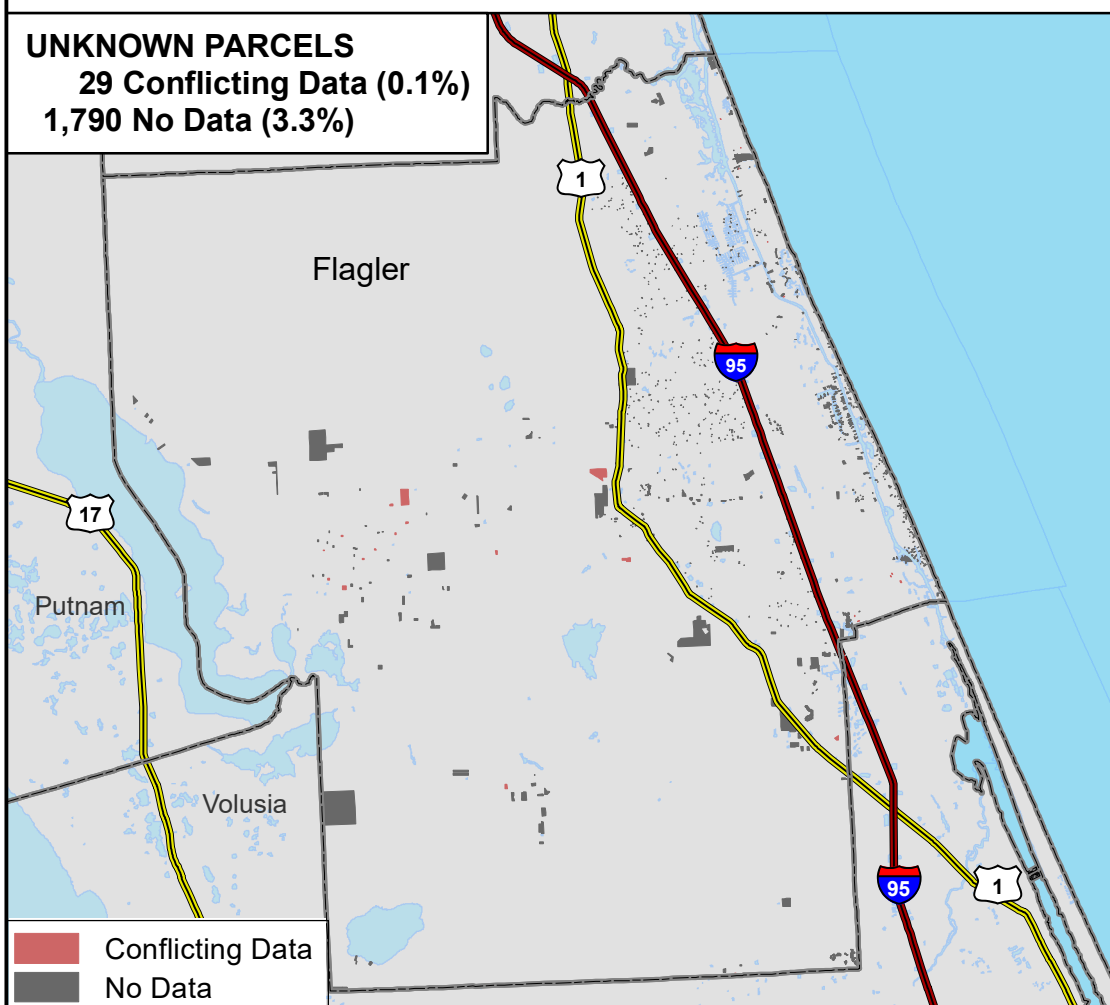 UNKNOWN PARCELS
29 Conflicting Data (0.1%)
1,790 No Data (3.3%)
1
Flagler
95
17
Putnam
Volusia
95
1
Conflicting Data
No Data